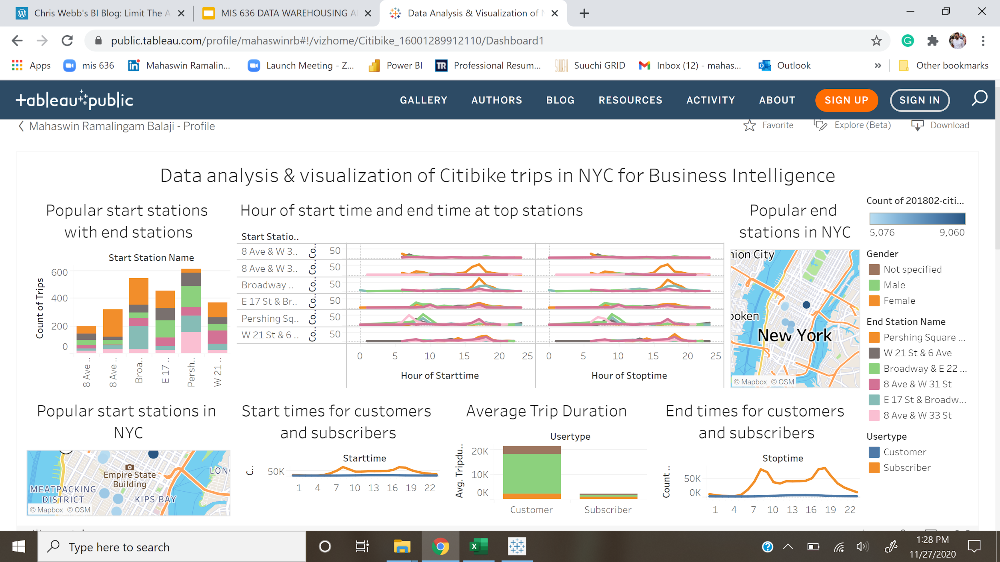 Chris Webb's BI Blog: Limit The A
MIS 636 DATA WAREHOUSING A
Data Analysis & Visualization of N
public.tableau.com/profile/mahaswinrb#!/vizhome/Citibike_16001289912110/Dashboard1
Apps
mis 636
Mahaswin Ramalin...
Launch Meeting - Z...
Power BI
TR
Professional Resum...
SUUCHI
Suuchi GRID
Inbox (12) - mahas...
Outlook
»
Other bookmarks
tableau public
GALLERY
AUTHORS
BLOG
RESOURCES
ACTIVITY
ABOUT
SIGN UP
SIGN IN
Mahaswin Ramalingam Balaji - Profile
Favorite
Explore (Beta)
Download
Data analysis & visualization of Citibike trips in NYC for Business Intelligence
Popular start stations
with end stations
Start Station Name
Count of Trips
600
400
200
0
8 Ave ..
8 Ave ..
Broa..
E 17 ..
Persh..
W 21 ..
Hour of start time and end time at top stations
Start Statio..
8 Ave & W 3..
Co..
50
8 Ave & W 3..
Co..
50
Broadway ..
Co..
50
E 17 St & Br..
Co..
50
Pershing Sq..
Co..
50
W 21 St & 6 ..
Co..
50
0 5 10 15 20 25
0 5 10 15 20 25
Hour of Starttime
Hour of Stoptime
Popular end
stations in NYC
nion City
oken
New York
© Mapbox © OSM
Count of 201802-citi...
5,076 9,060
Gender
Not specified
Male
Female
End Station Name
Pershing Square ...
W 21 St & 6 Ave
Broadway & E 22 ...
8 Ave & W 31 St
E 17 St & Broadw...
8 Ave & W 33 St
Usertype
Customer
Subscriber
Popular start stations in
NYC
Empire State
Building
LON
MEATPACKING
DISTRICT
KIPS BAY
© Mapbox © OSM
Start times for customers
and subscribers
Starttime
C..
50K
1 4 7 10 13 16 19 22
Average Trip Duration
Usertype
Avg. Tripdu..
20K
10K
0K
Customer
Subscriber
End times for customers
and subscribers
Stoptime
Count ..
50K
0K
1 4 7 10 13 16 19 22
Type here to search
1:28 PM
11/27/2020